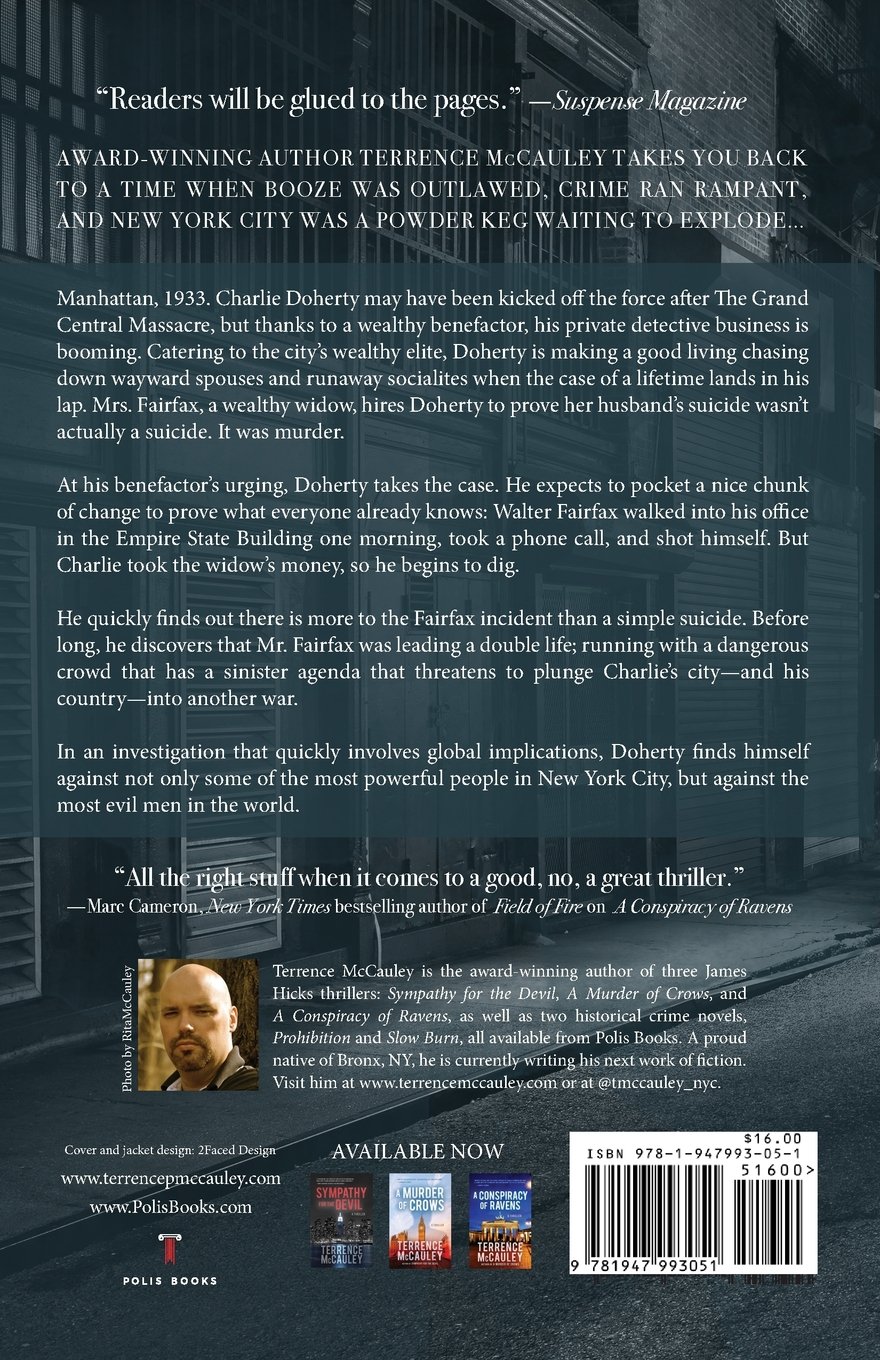 “Readers will be glued to the pages.” —Suspense Magazine
AWARD-WINNING AUTHOR TERRENCE McCAULEY TAKES YOU BACK
TO A TIME WHEN BOOZE WAS OUTLAWED, CRIME RAN RAMPANT,
AND NEW YORK CITY WAS A POWDER KEG WAITING TO EXPLODE...
Manhattan, 1933. Charlie Doherty may have been kicked off the force after The Grand
Central Massacre, but thanks to a wealthy benefactor, his private detective business is
booming. Catering to the city’s wealthy elite, Doherty is making a good living chasing
down wayward spouses and runaway socialites when the case of a lifetime lands in his
lap. Mrs. Fairfax, a wealthy widow, hires Doherty to prove her husband’s suicide wasn’t
actually a suicide. It was murder.
At his benefactor’s urging, Doherty takes the case. He expects to pocket a nice chunk
of change to prove what everyone already knows: Walter Fairfax walked into his office
in the Empire State Building one morning, took a phone call, and shot himself. But
Charlie took the widow’s money, so he begins to dig.
He quickly finds out there is more to the Fairfax incident than a simple suicide. Before
long, he discovers that Mr. Fairfax was leading a double life; running with a dangerous
crowd that has a sinister agenda that threatens to plunge Charlie’s city—and his
country—into another war.
In an investigation that quickly involves global implications, Doherty finds himself
against not only some of the most powerful people in New York City, but against the
most evil men in the world.
“All the right stuff when it comes to a good, no, a great thriller.”
—Marc Cameron, New York Times bestselling author of Field of Fire on A Conspiracy of Ravens
Photo by RitaMcCauley
Terrence McCauley is the award-winning author of three James
Hicks thrillers: Sympathy for the Devil, A Murder of Crows, and
A Conspiracy of Ravens, as well as two historical crime novels,
Prohibition and Slow Burn, all available from Polis Books. A proud
native of Bronx, NY, he is currently writing his next work of fiction.
Visit him at www.terrencemccauley.com or at @tmccauley_nyc.
Cover and jacket design: 2Faced Design
www.terrencepmccauley.com
www.PolisBooks.com
POLIS BOOKS
AVAILABLE NOW
SYMPATHY
FOR THE
DEVIL
TERRENCE
McCAULEY
A MURDER
OF CROWS
TERRENCE
McCAULEY
A CONSPIRACY
OF RAVENS
TERRENCE
McCAULEY
$16.00
ISBN 978-1-947993-05-1
51600>
9 781947 993051